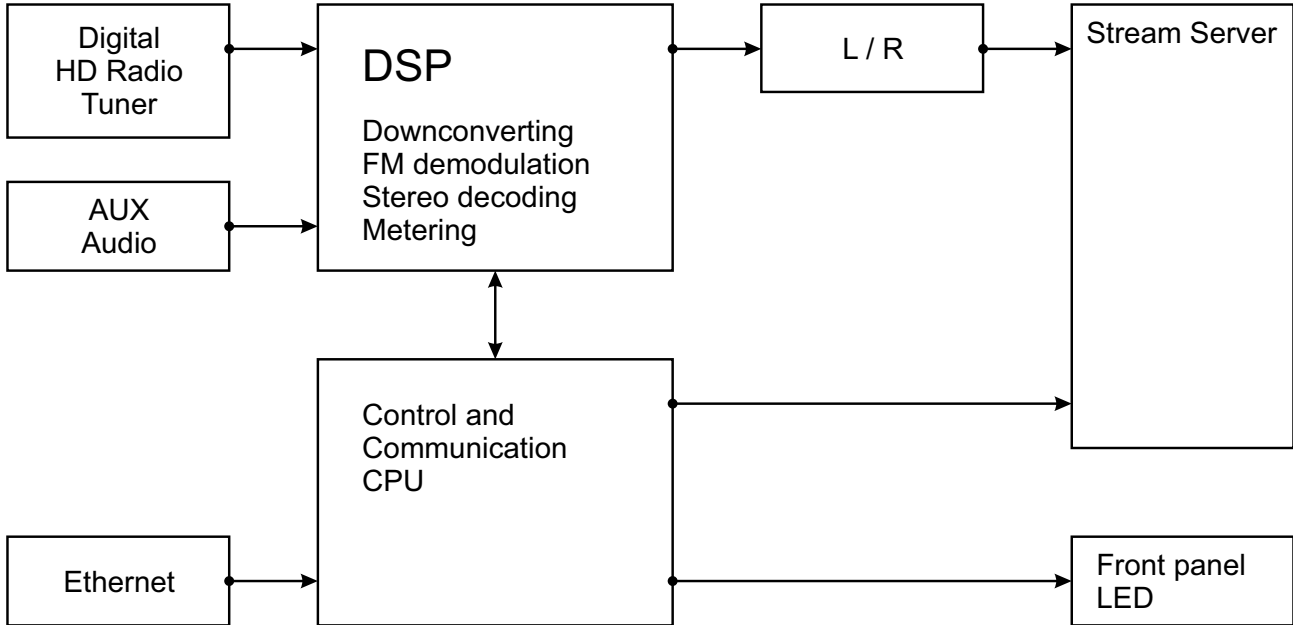 Digital
HD Radio
Tuner
DSP
Downconverting
FM demodulation
Stereo decoding
Metering
L / R
Stream Server
AUX
Audio
Control and
Communication
CPU
Ethernet
Front panel
LED